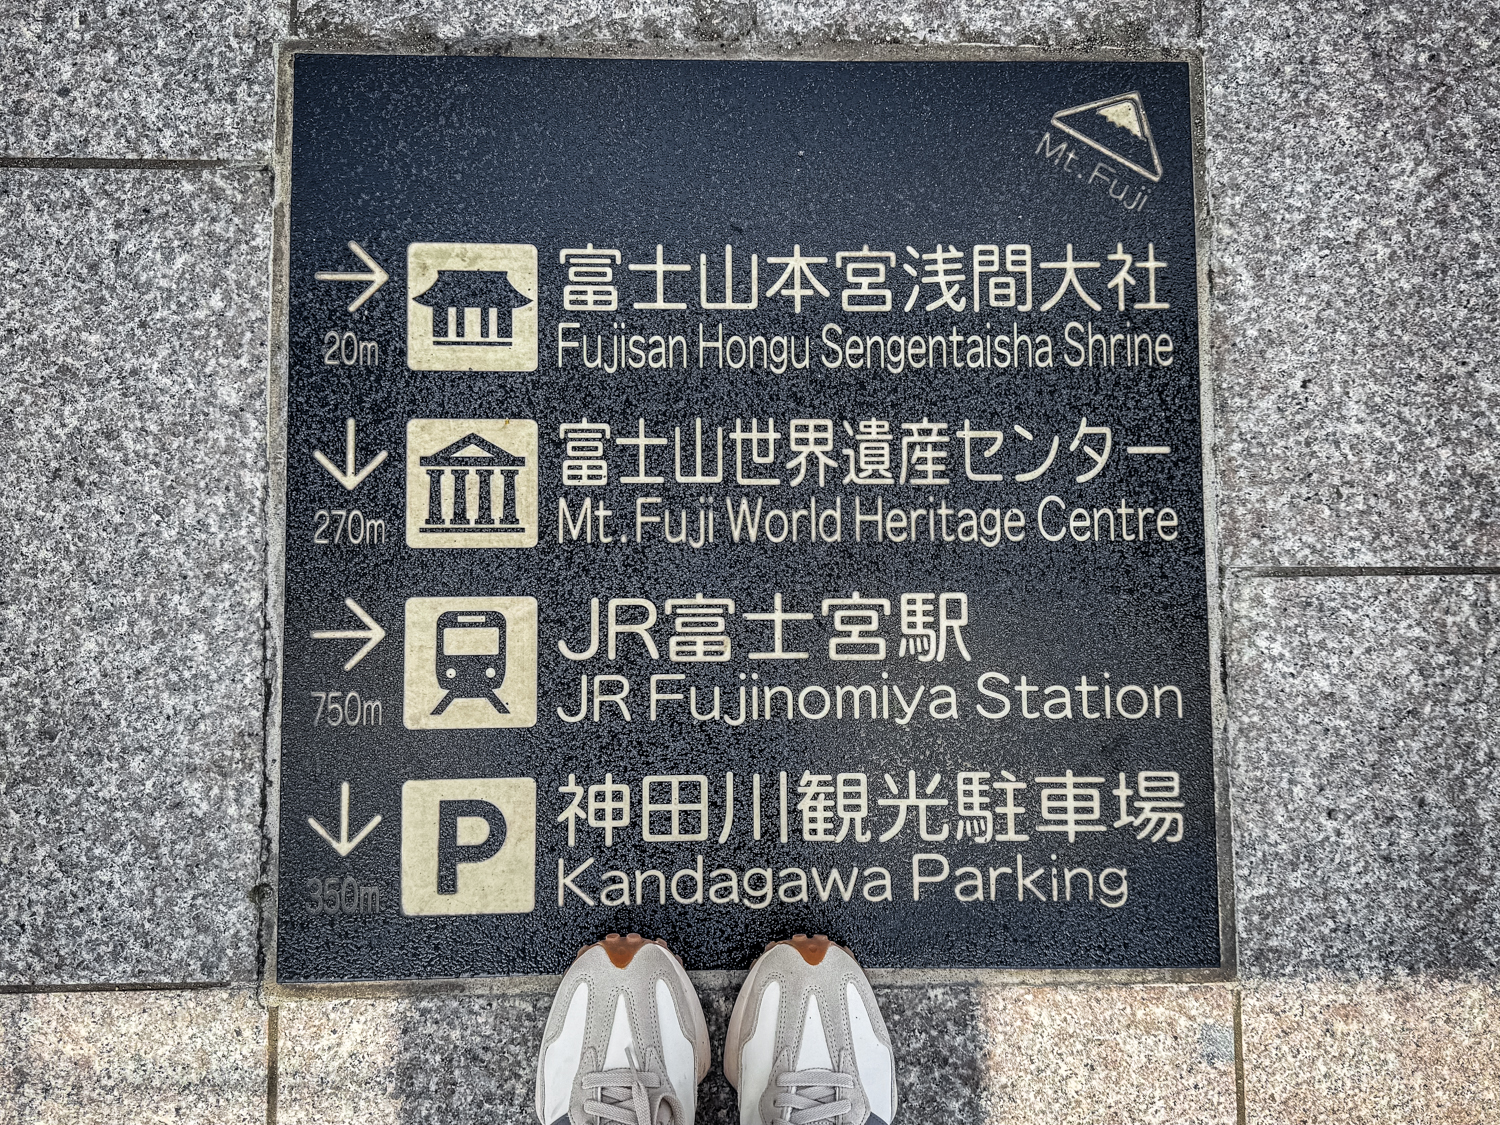 Mt. Fuji
富士山本宮浅間大社
20m Fujisan Hongu Sengentaisha Shrine
富士山世界遺産センター
270m Mt. Fuji World Heritage Centre
JR富士宮駅
750m JR Fujinomiya Station
P 神田川観光駐車場
350m Kandagawa Parking